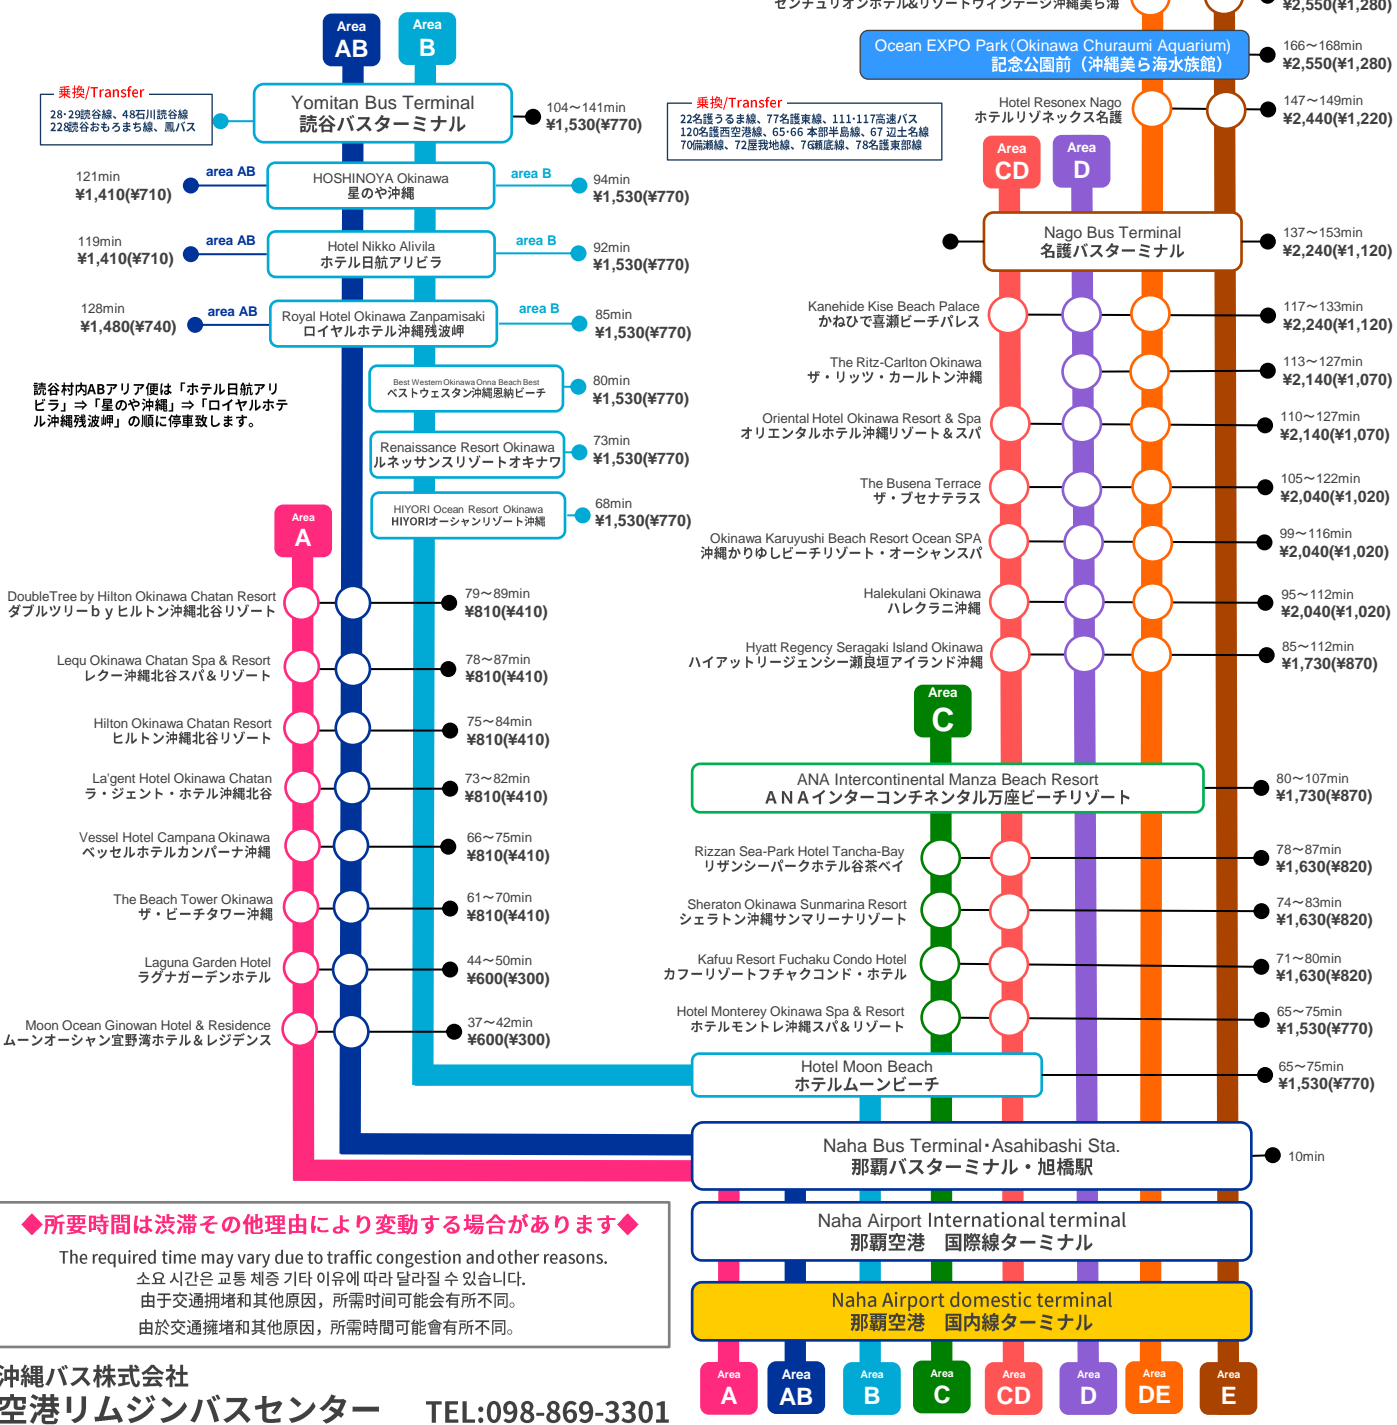 センチュリオンホテル&リゾートヴィンテージ沖縄美ら海
¥2,550(¥1,280)
Ocean EXPO Park(Okinawa Churaumi Aquarium)
記念公園前（沖縄美ら海水族館）
166～168min
¥2,550(¥1,280)
Hotel Resonex Nago
ホテルリゾネックス名護
147～149min
¥2,440(¥1,220)
乗換/Transfer
22名護うるま線、77名護東線、111･117高速バス
120名護西空港線、65･66 本部半島線、67 辺土名線
70備瀬線、72屋我地線、76瀬底線、78名護東部線
Area
CD
Area
D
Nago Bus Terminal
名護バスターミナル
137～153min
¥2,240(¥1,120)
Kanehide Kise Beach Palace
かねひで喜瀬ビーチパレス
117～133min
¥2,240(¥1,120)
The Ritz-Carlton Okinawa
ザ・リッツ・カールトン沖縄
113～127min
¥2,140(¥1,070)
Oriental Hotel Okinawa Resort & Spa
オリエンタルホテル沖縄リゾート＆スパ
110～127min
¥2,140(¥1,070)
The Busena Terrace
ザ・ブセナテラス
105～122min
¥2,040(¥1,020)
Okinawa Karuyushi Beach Resort Ocean SPA
沖縄かりゆしビーチリゾート・オーシャンスパ
99～116min
¥2,040(¥1,020)
Halekulani Okinawa
ハレクラニ沖縄
95～112min
¥2,040(¥1,020)
Hyatt Regency Seragaki Island Okinawa
ハイアットリージェンシー瀬良垣アイランド沖縄
85～112min
¥1,730(¥870)
Area
C
ANA Intercontinental Manza Beach Resort
ＡＮＡインターコンチネンタル万座ビーチリゾート
80～107min
¥1,730(¥870)
Rizzan Sea-Park Hotel Tancha-Bay
リザンシーパークホテル谷茶ベイ
78～87min
¥1,630(¥820)
Sheraton Okinawa Sunmarina Resort
シェラトン沖縄サンマリーナリゾート
74～83min
¥1,630(¥820)
Kafuu Resort Fuchaku Condo Hotel
カフーリゾートフチャクコンド・ホテル
71～80min
¥1,630(¥820)
Hotel Monterey Okinawa Spa & Resort
ホテルモントレ沖縄スパ＆リゾート
65～75min
¥1,530(¥770)
Hotel Moon Beach
ホテルムーンビーチ
65～75min
¥1,530(¥770)
Area
AB
Area
B
乗換/Transfer
28･29読谷線、48石川読谷線
228読谷おもろまち線、鳳バス
Yomitan Bus Terminal
読谷バスターミナル
104～141min
¥1,530(¥770)
121min
¥1,410(¥710)
area AB
HOSHINOYA Okinawa
星のや沖縄
area B
94min
¥1,530(¥770)
119min
¥1,410(¥710)
area AB
Hotel Nikko Alivila
ホテル日航アリビラ
area B
92min
¥1,530(¥770)
128min
¥1,480(¥740)
area AB
Royal Hotel Okinawa Zanpamisaki
ロイヤルホテル沖縄残波岬
area B
85min
¥1,530(¥770)
読谷村内ABアリア便は「ホテル日航アリ
ビラ」⇒「星のや沖縄」⇒「ロイヤルホテ
ル沖縄残波岬」の順に停車致します。
Best Western Okinawa Onna Beach Best
ベストウェスタン沖縄恩納ビーチ
80min
¥1,530(¥770)
Renaissance Resort Okinawa
ルネッサンスリゾートオキナワ
73min
¥1,530(¥770)
HIYORI Ocean Resort Okinawa
HIYORIオーシャンリゾート沖縄
68min
¥1,530(¥770)
Area
A
DoubleTree by Hilton Okinawa Chatan Resort
ダブルツリーｂｙヒルトン沖縄北谷リゾート
79～89min
¥810(¥410)
Lequ Okinawa Chatan Spa & Resort
レクー沖縄北谷スパ＆リゾート
78～87min
¥810(¥410)
Hilton Okinawa Chatan Resort
ヒルトン沖縄北谷リゾート
75～84min
¥810(¥410)
La'gent Hotel Okinawa Chatan
ラ・ジェント・ホテル沖縄北谷
73～82min
¥810(¥410)
Vessel Hotel Campana Okinawa
ベッセルホテルカンパーナ沖縄
66～75min
¥810(¥410)
The Beach Tower Okinawa
ザ・ビーチタワー沖縄
61～70min
¥810(¥410)
Laguna Garden Hotel
ラグナガーデンホテル
44～50min
¥600(¥300)
Moon Ocean Ginowan Hotel & Residence
ムーンオーシャン宜野湾ホテル＆レジデンス
37～42min
¥600(¥300)
Naha Bus Terminal･Asahibashi Sta.
那覇バスターミナル・旭橋駅
10min
Naha Airport International terminal
那覇空港　国際線ターミナル
Naha Airport domestic terminal
那覇空港　国内線ターミナル
Area
A
Area
AB
Area
B
Area
C
Area
CD
Area
D
Area
DE
Area
E
◆所要時間は渋滞その他理由により変動する場合があります◆
The required time may vary due to traffic congestion and other reasons.
소요 시간은 교통 체증 기타 이유에 따라 달라질 수 있습니다.
由于交通拥堵和其他原因，所需时间可能会有所不同。
由於交通擁堵和其他原因，所需時間可能會有所不同。
沖縄バス株式会社
空港リムジンバスセンター　TEL:098-869-3301